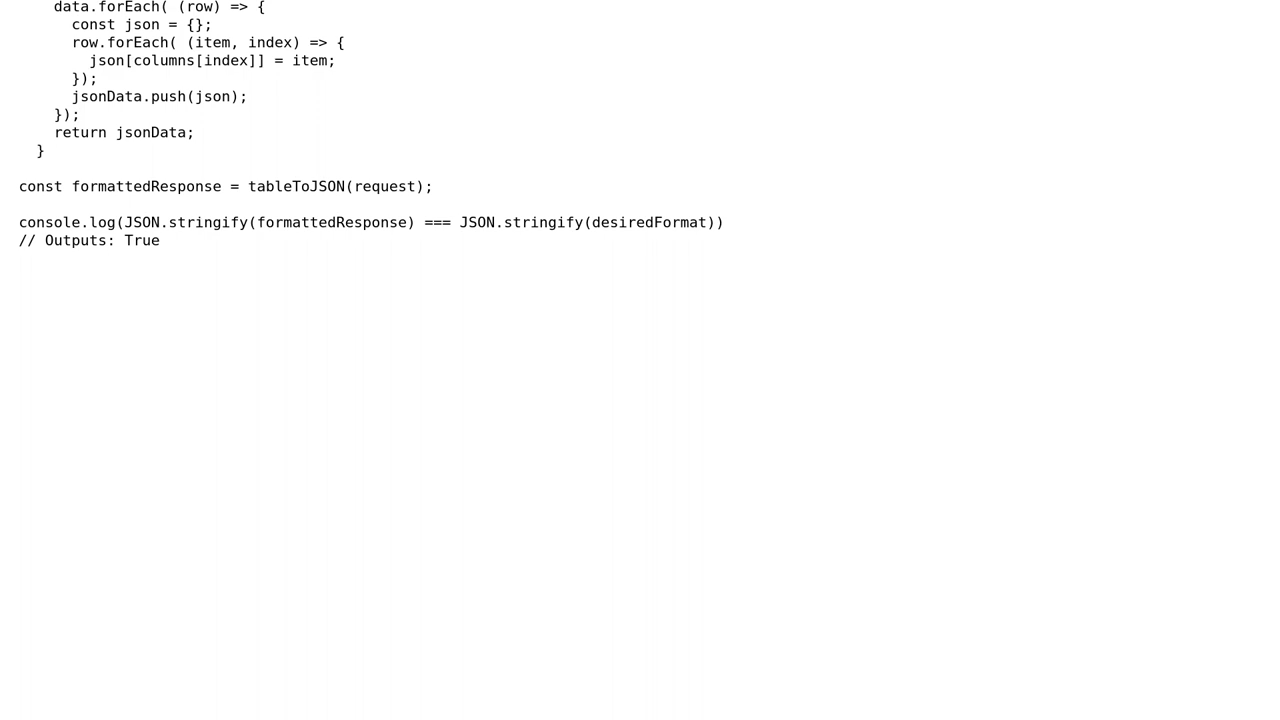 data.forEach( (row) => {
const json = {};
row.forEach( (item, index) => {
json[columns[index]] = item;
});
jsonData.push(json);
});
return jsonData;
}
const formattedResponse = tableToJSON(request);
console.log(JSON.stringify(formattedResponse) === JSON.stringify(desiredFormat))
// Outputs: True